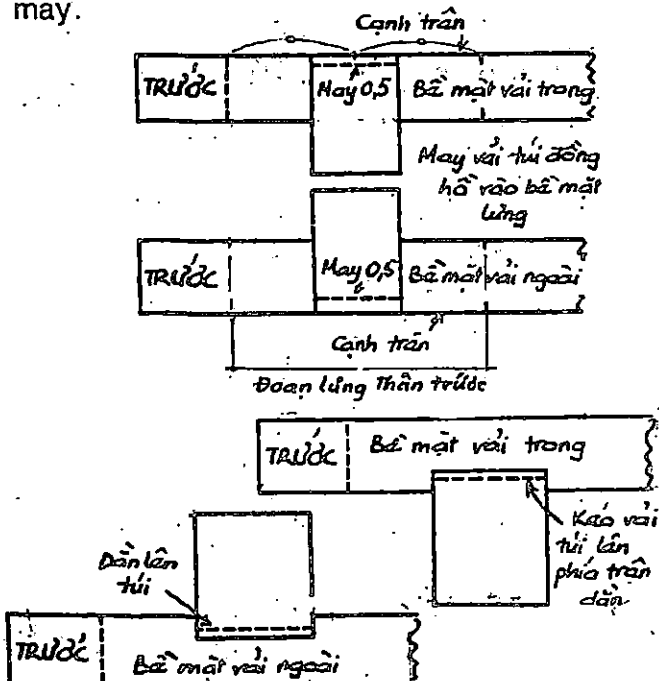 may.
Cạnh trân
TRƯỚC
May 0,5
Bề mặt vải trong
May vải túi đồng
hồ vào bề mặt
lưng
TRƯỚC
May 0,5
Bề mặt vải ngoài
Cạnh trân
Đoạn lưng Thân trước
TRƯỚC
Bề mặt vải trong
Kéo vải
túi lên
phía trên
dằn
Dằn lên
túi
TRƯỚC
Bề mặt vải ngoài